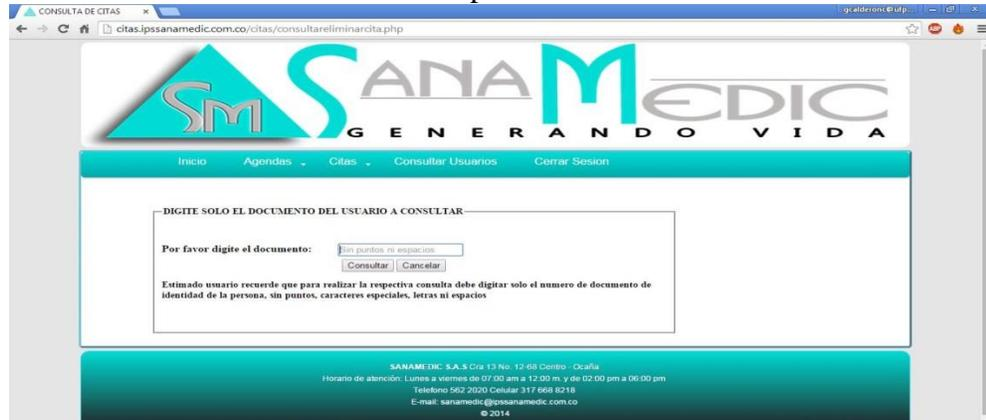 CONSULTA DE CITAS
gcalderonc@ufp...
citas.ipssanamedic.com.co/citas/consultareliminarcita.php
ABP
SM
SANAMEDIC
GENERANDO VIDA
Inicio Agendas Citas Consultar Usuarios Cerrar Sesion
DIGITE SOLO EL DOCUMENTO DEL USUARIO A CONSULTAR
Por favor digite el documento: Sin puntos ni espacios
Consultar Cancelar
Estimado usuario recuerde que para realizar la respectiva consulta debe digitar solo el numero de documento de
identidad de la persona, sin puntos, caracteres especiales, letras ni espacios
SANAMEDIC S.A.S Cra 13 No. 12-68 Centro - Ocaña
Horario de atención: Lunes a viernes de 07:00 am a 12:00 m. y de 02:00 pm a 06:00 pm
Telefono 562 2020 Celular 317 668 8218
E-mail: sanamedic@ipssanamedic.com.co
© 2014